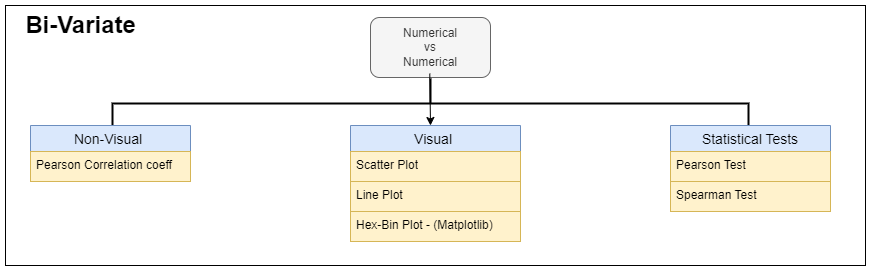 Bi-Variate
Numerical
vs
Numerical
Non-Visual
Pearson Correlation coeff
Visual
Scatter Plot
Line Plot
Hex-Bin Plot - (Matplotlib)
Statistical Tests
Pearson Test
Spearman Test